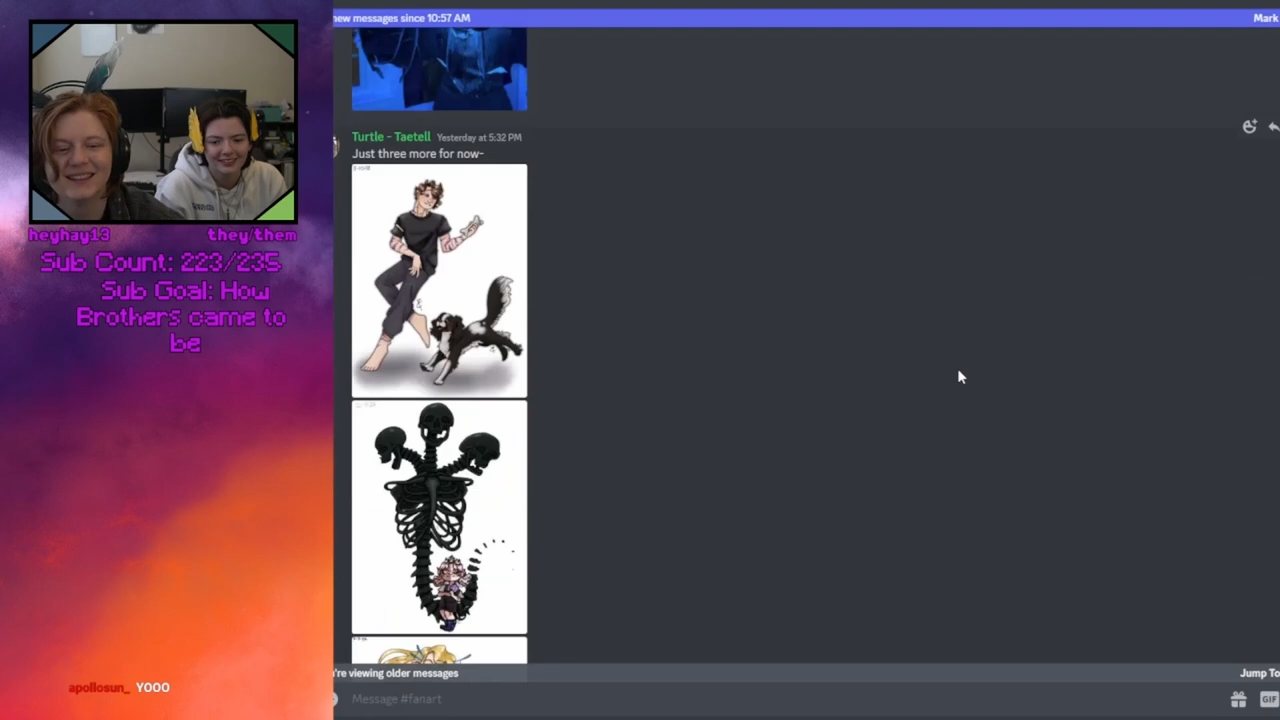 new messages since 10:57 AM
Mark
Turtle - Taetell Yesterday at 5:32 PM
Just three more for now~
heyhay13
they/them
Sub Count: 223/235
Sub Goal: How
Brothers came to
be
're viewing older messages
Jump To
apollosun_ YOOO
Message #fanart
GIF